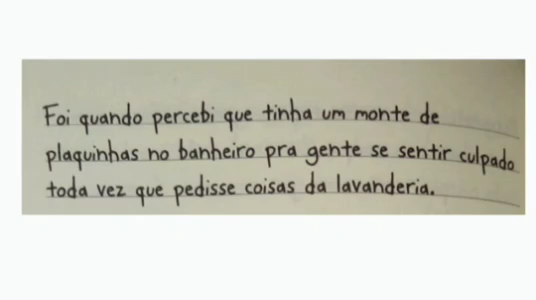 Foi quando percebi que tinha um monte de
plaquinhas no banheiro pra gente se sentir culpado
toda vez que pedisse coisas da lavanderia.